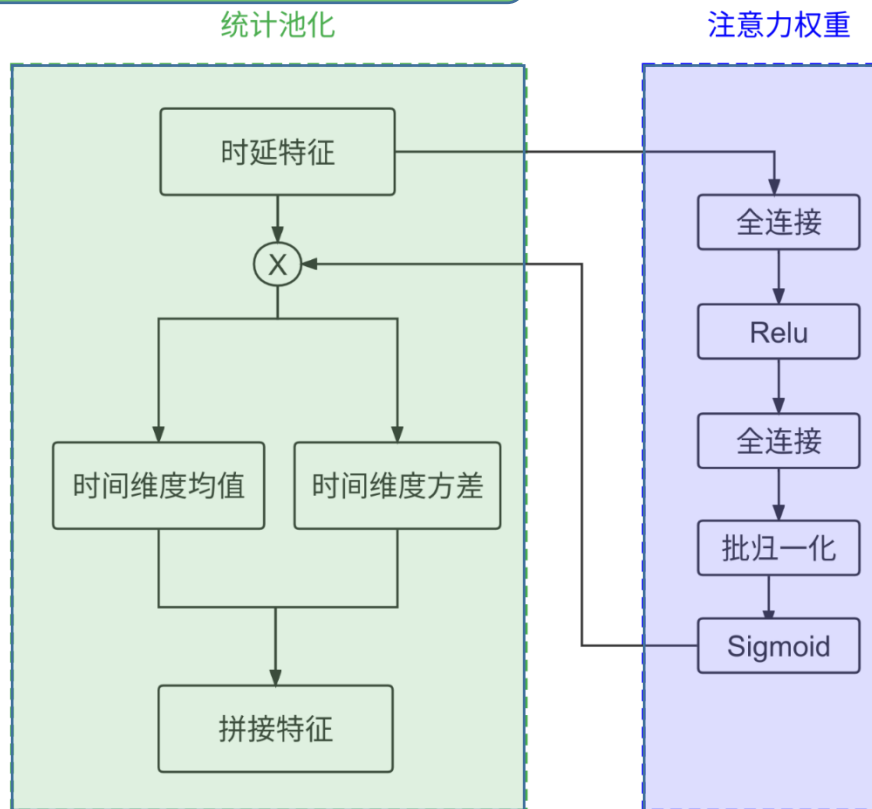 统计池化
注意力权重
时延特征
全连接
X
Relu
全连接
时间维度均值
时间维度方差
批归一化
Sigmoid
拼接特征